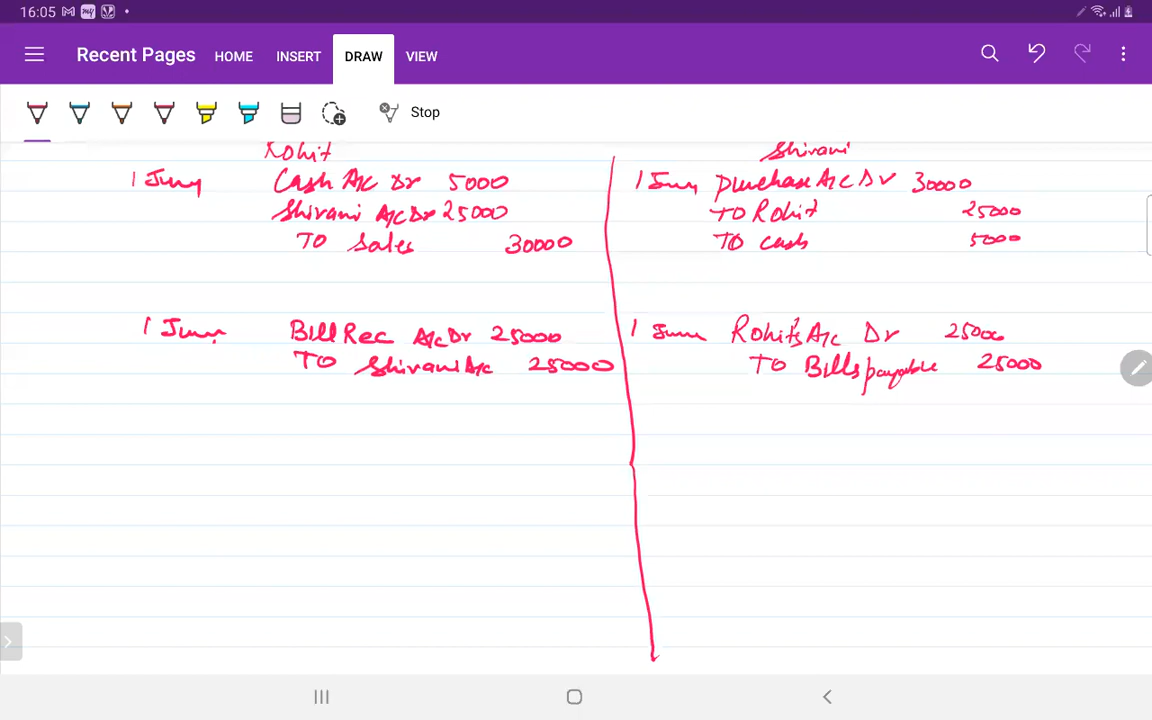 16:05
Recent Pages HOME INSERT DRAW VIEW
Stop
Rohit
1 June Cash A/c Dr 5000
Shivani A/c Dr 25000
TO Sales 30000
1 June Bill Rec A/c Dr 25000
TO Shivani A/c 25000
Shivani
1 June purchase A/c Dr 30000
TO Rohit 25000
TO cash 5000
1 June Rohit's A/c Dr 25000
TO Bills payable 25000